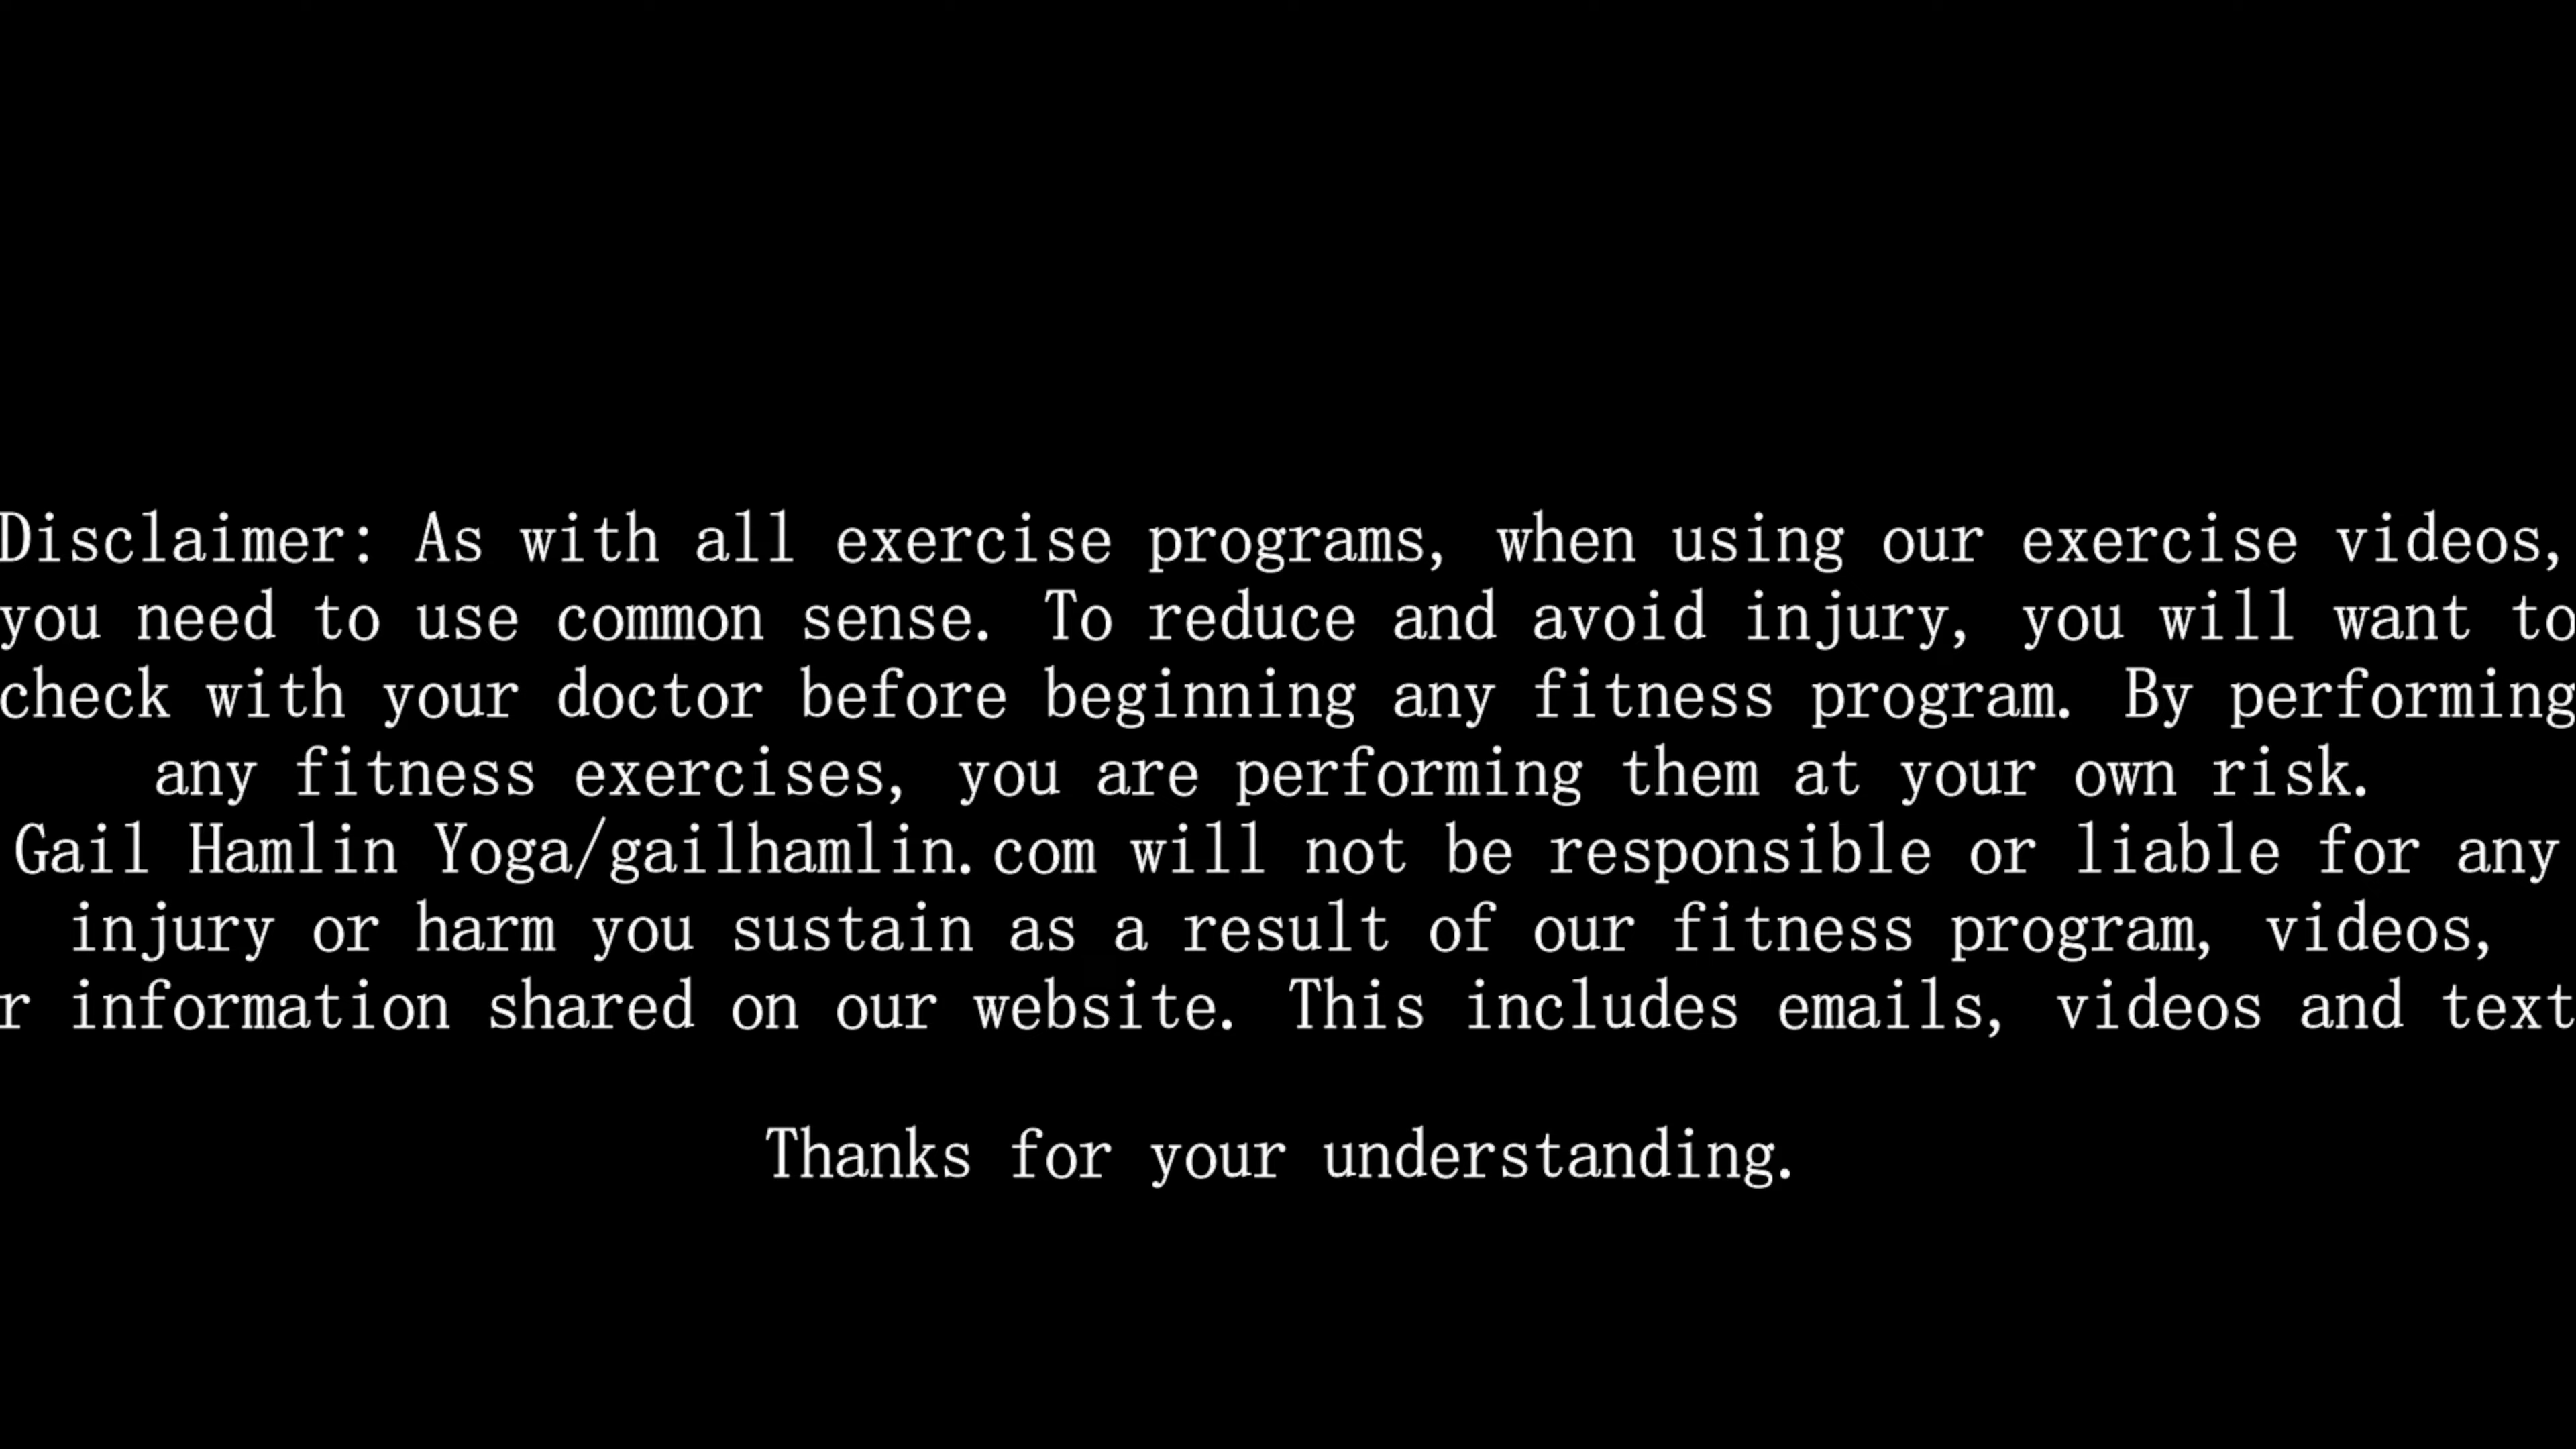 Disclaimer: As with all exercise programs, when using our exercise videos,
you need to use common sense. To reduce and avoid injury, you will want to
check with your doctor before beginning any fitness program. By performing
any fitness exercises, you are performing them at your own risk.
Gail Hamlin Yoga/gailhamlin.com will not be responsible or liable for any
injury or harm you sustain as a result of our fitness program, videos,
r information shared on our website. This includes emails, videos and text
Thanks for your understanding.